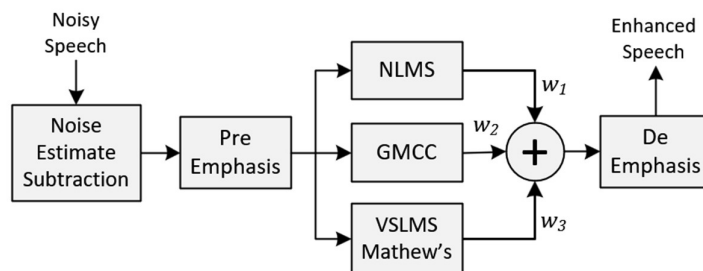 Noisy
Speech
Noise
Estimate
Subtraction
Pre
Emphasis
NLMS
GMCC
VSLMS
Mathew's
w1
w2
w3
+
De
Emphasis
Enhanced
Speech